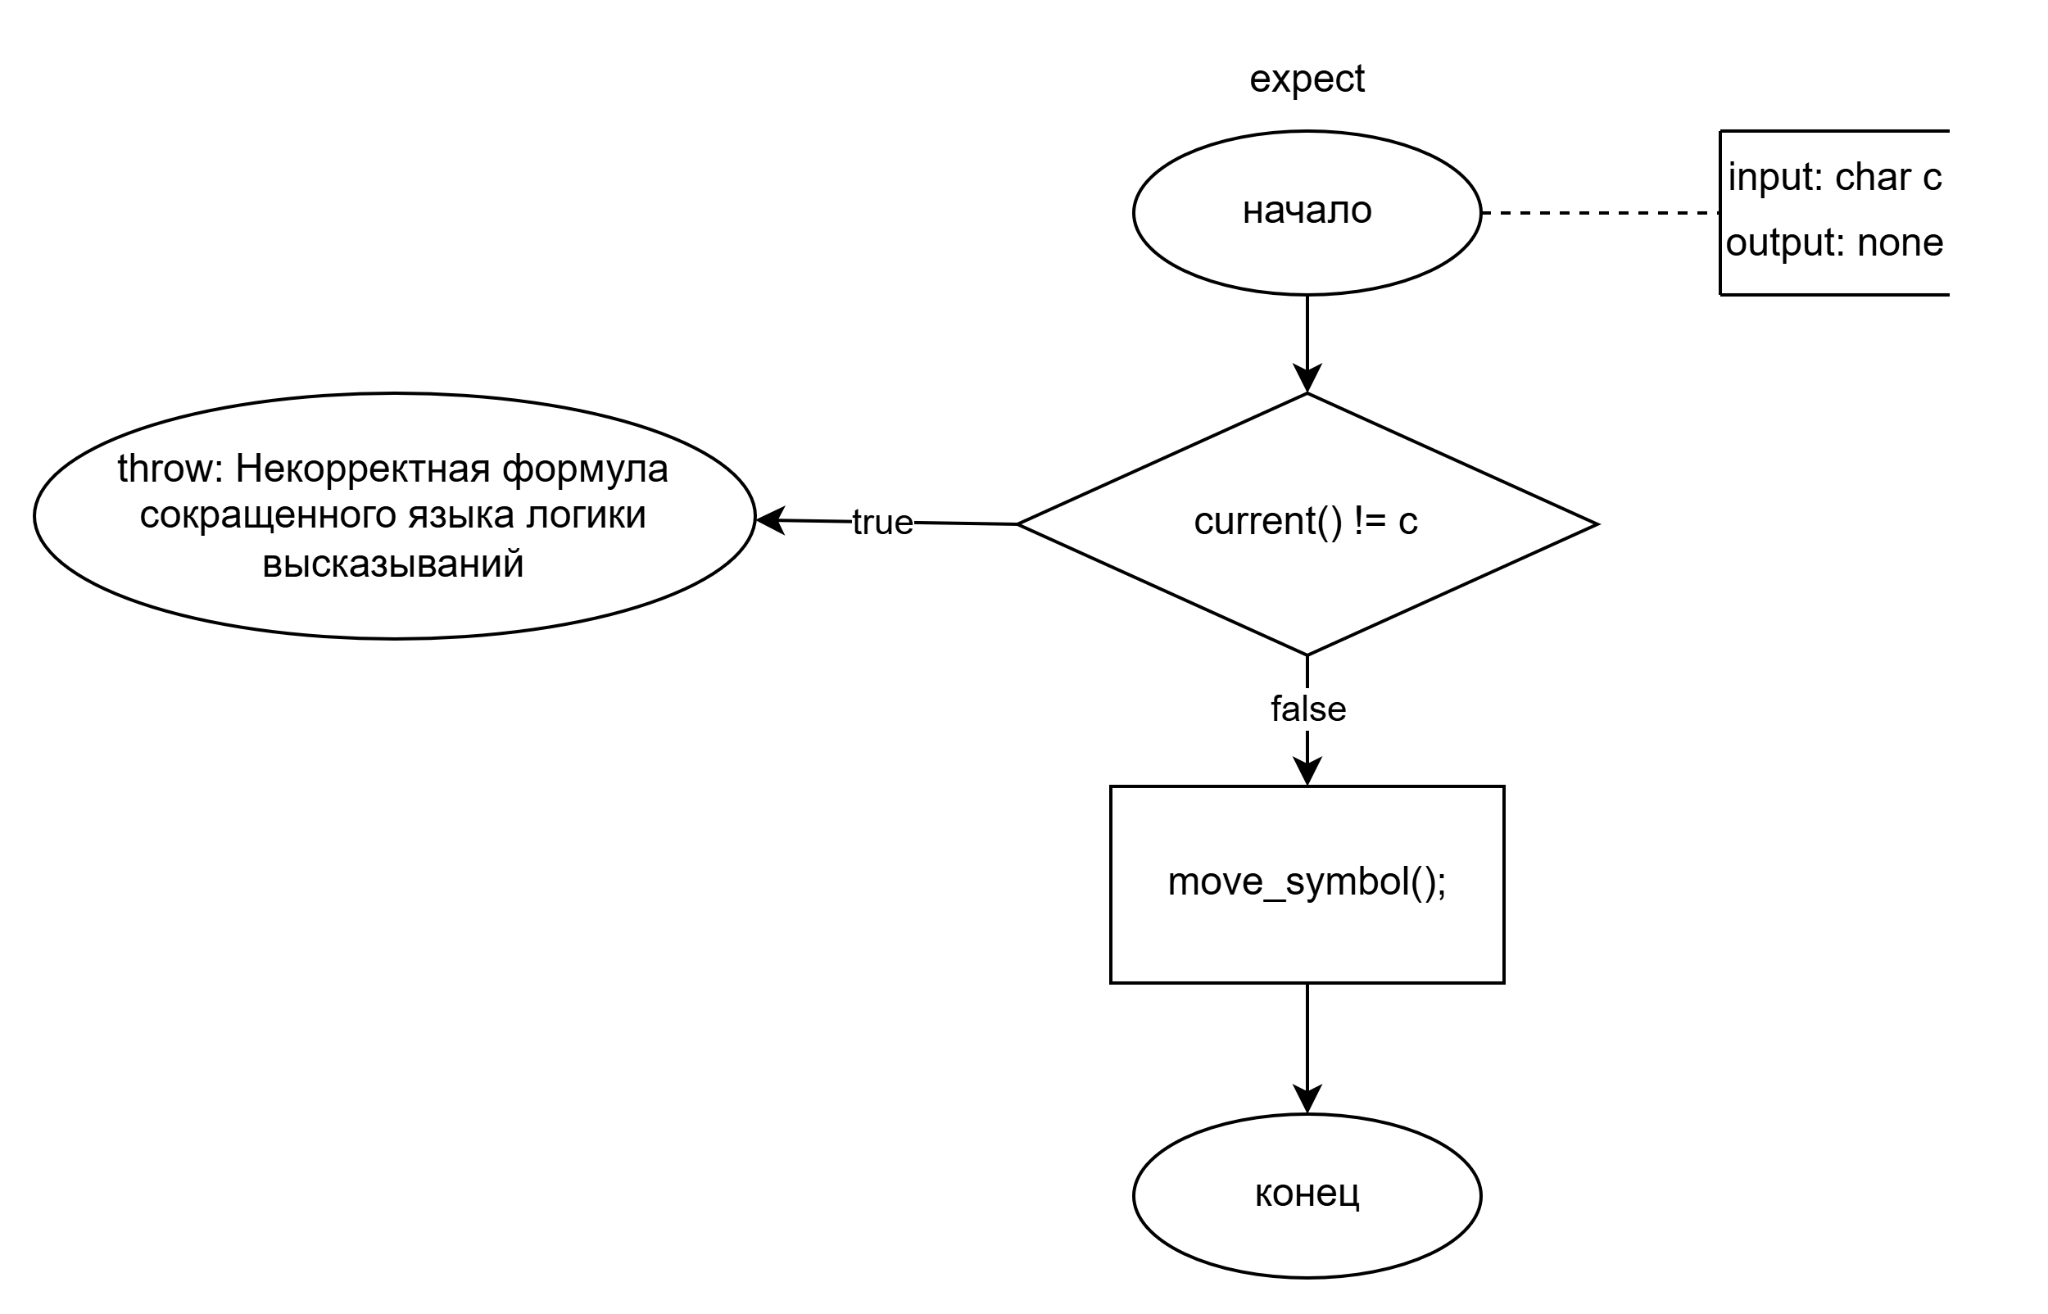 expect
начало
input: char c
output: none
throw: Некорректная формула
сокращенного языка логики
высказываний
true
current() != c
false
move_symbol();
конец